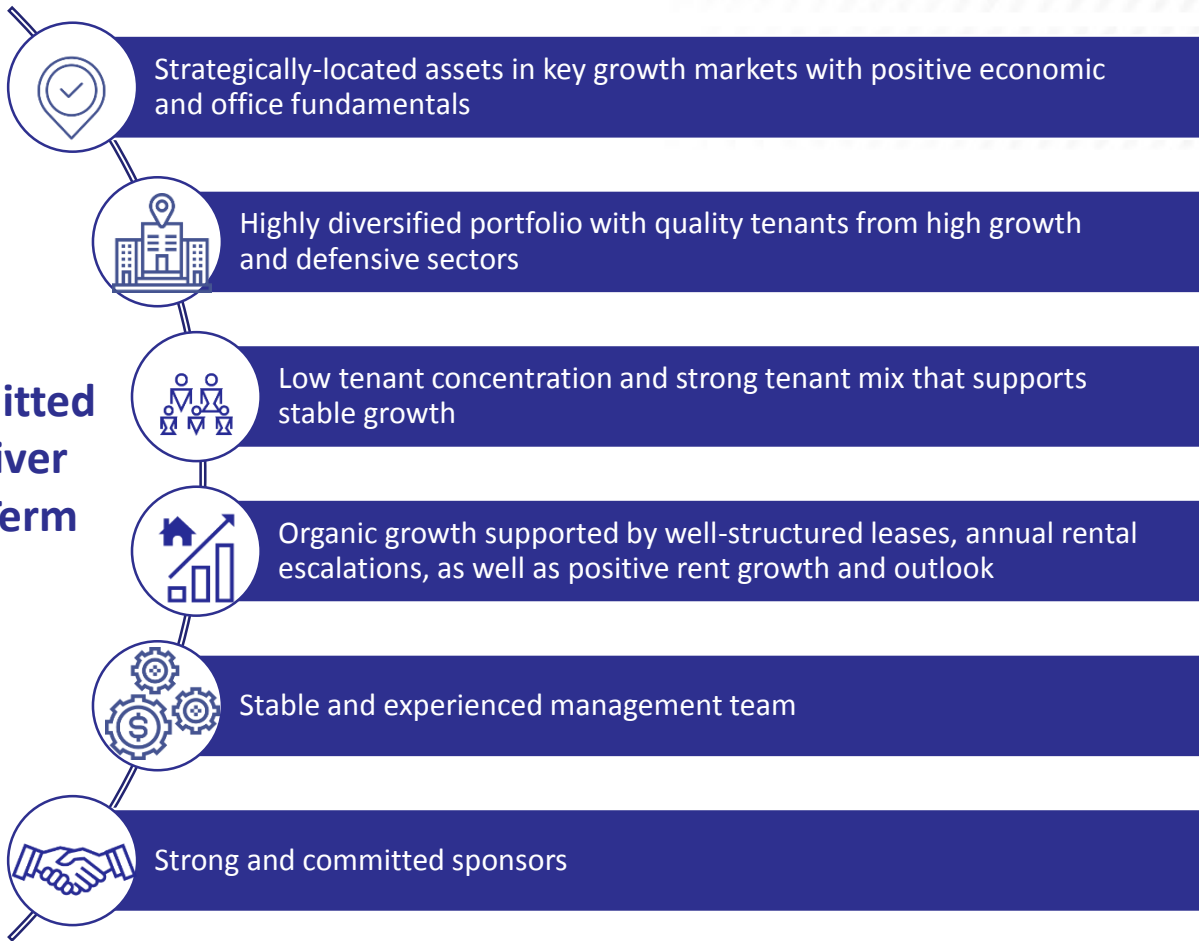 Strategically-located assets in key growth markets with positive economic
and office fundamentals
Highly diversified portfolio with quality tenants from high growth
and defensive sectors
itted
iver
Term
Low tenant concentration and strong tenant mix that supports
stable growth
Organic growth supported by well-structured leases, annual rental
escalations, as well as positive rent growth and outlook
$
Stable and experienced management team
Strong and committed sponsors